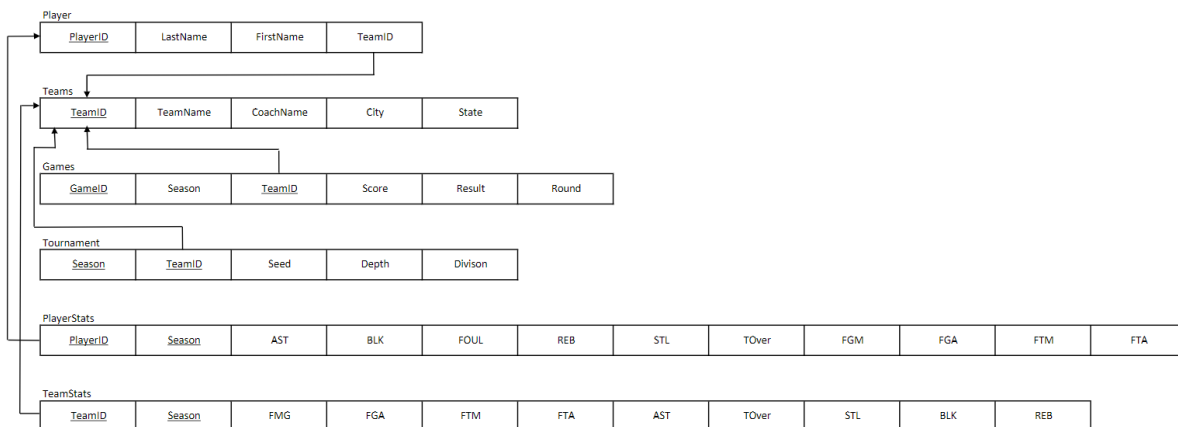 Player
PlayerID LastName FirstName TeamID
Teams
TeamID TeamName CoachName City State
Games
GameID Season TeamID Score Result Round
Tournament
Season TeamID Seed Depth Divison
PlayerStats
PlayerID Season AST BLK FOUL REB STL TOver FGM FGA FTM FTA
TeamStats
TeamID Season FMG FGA FTM FTA AST TOver STL BLK REB